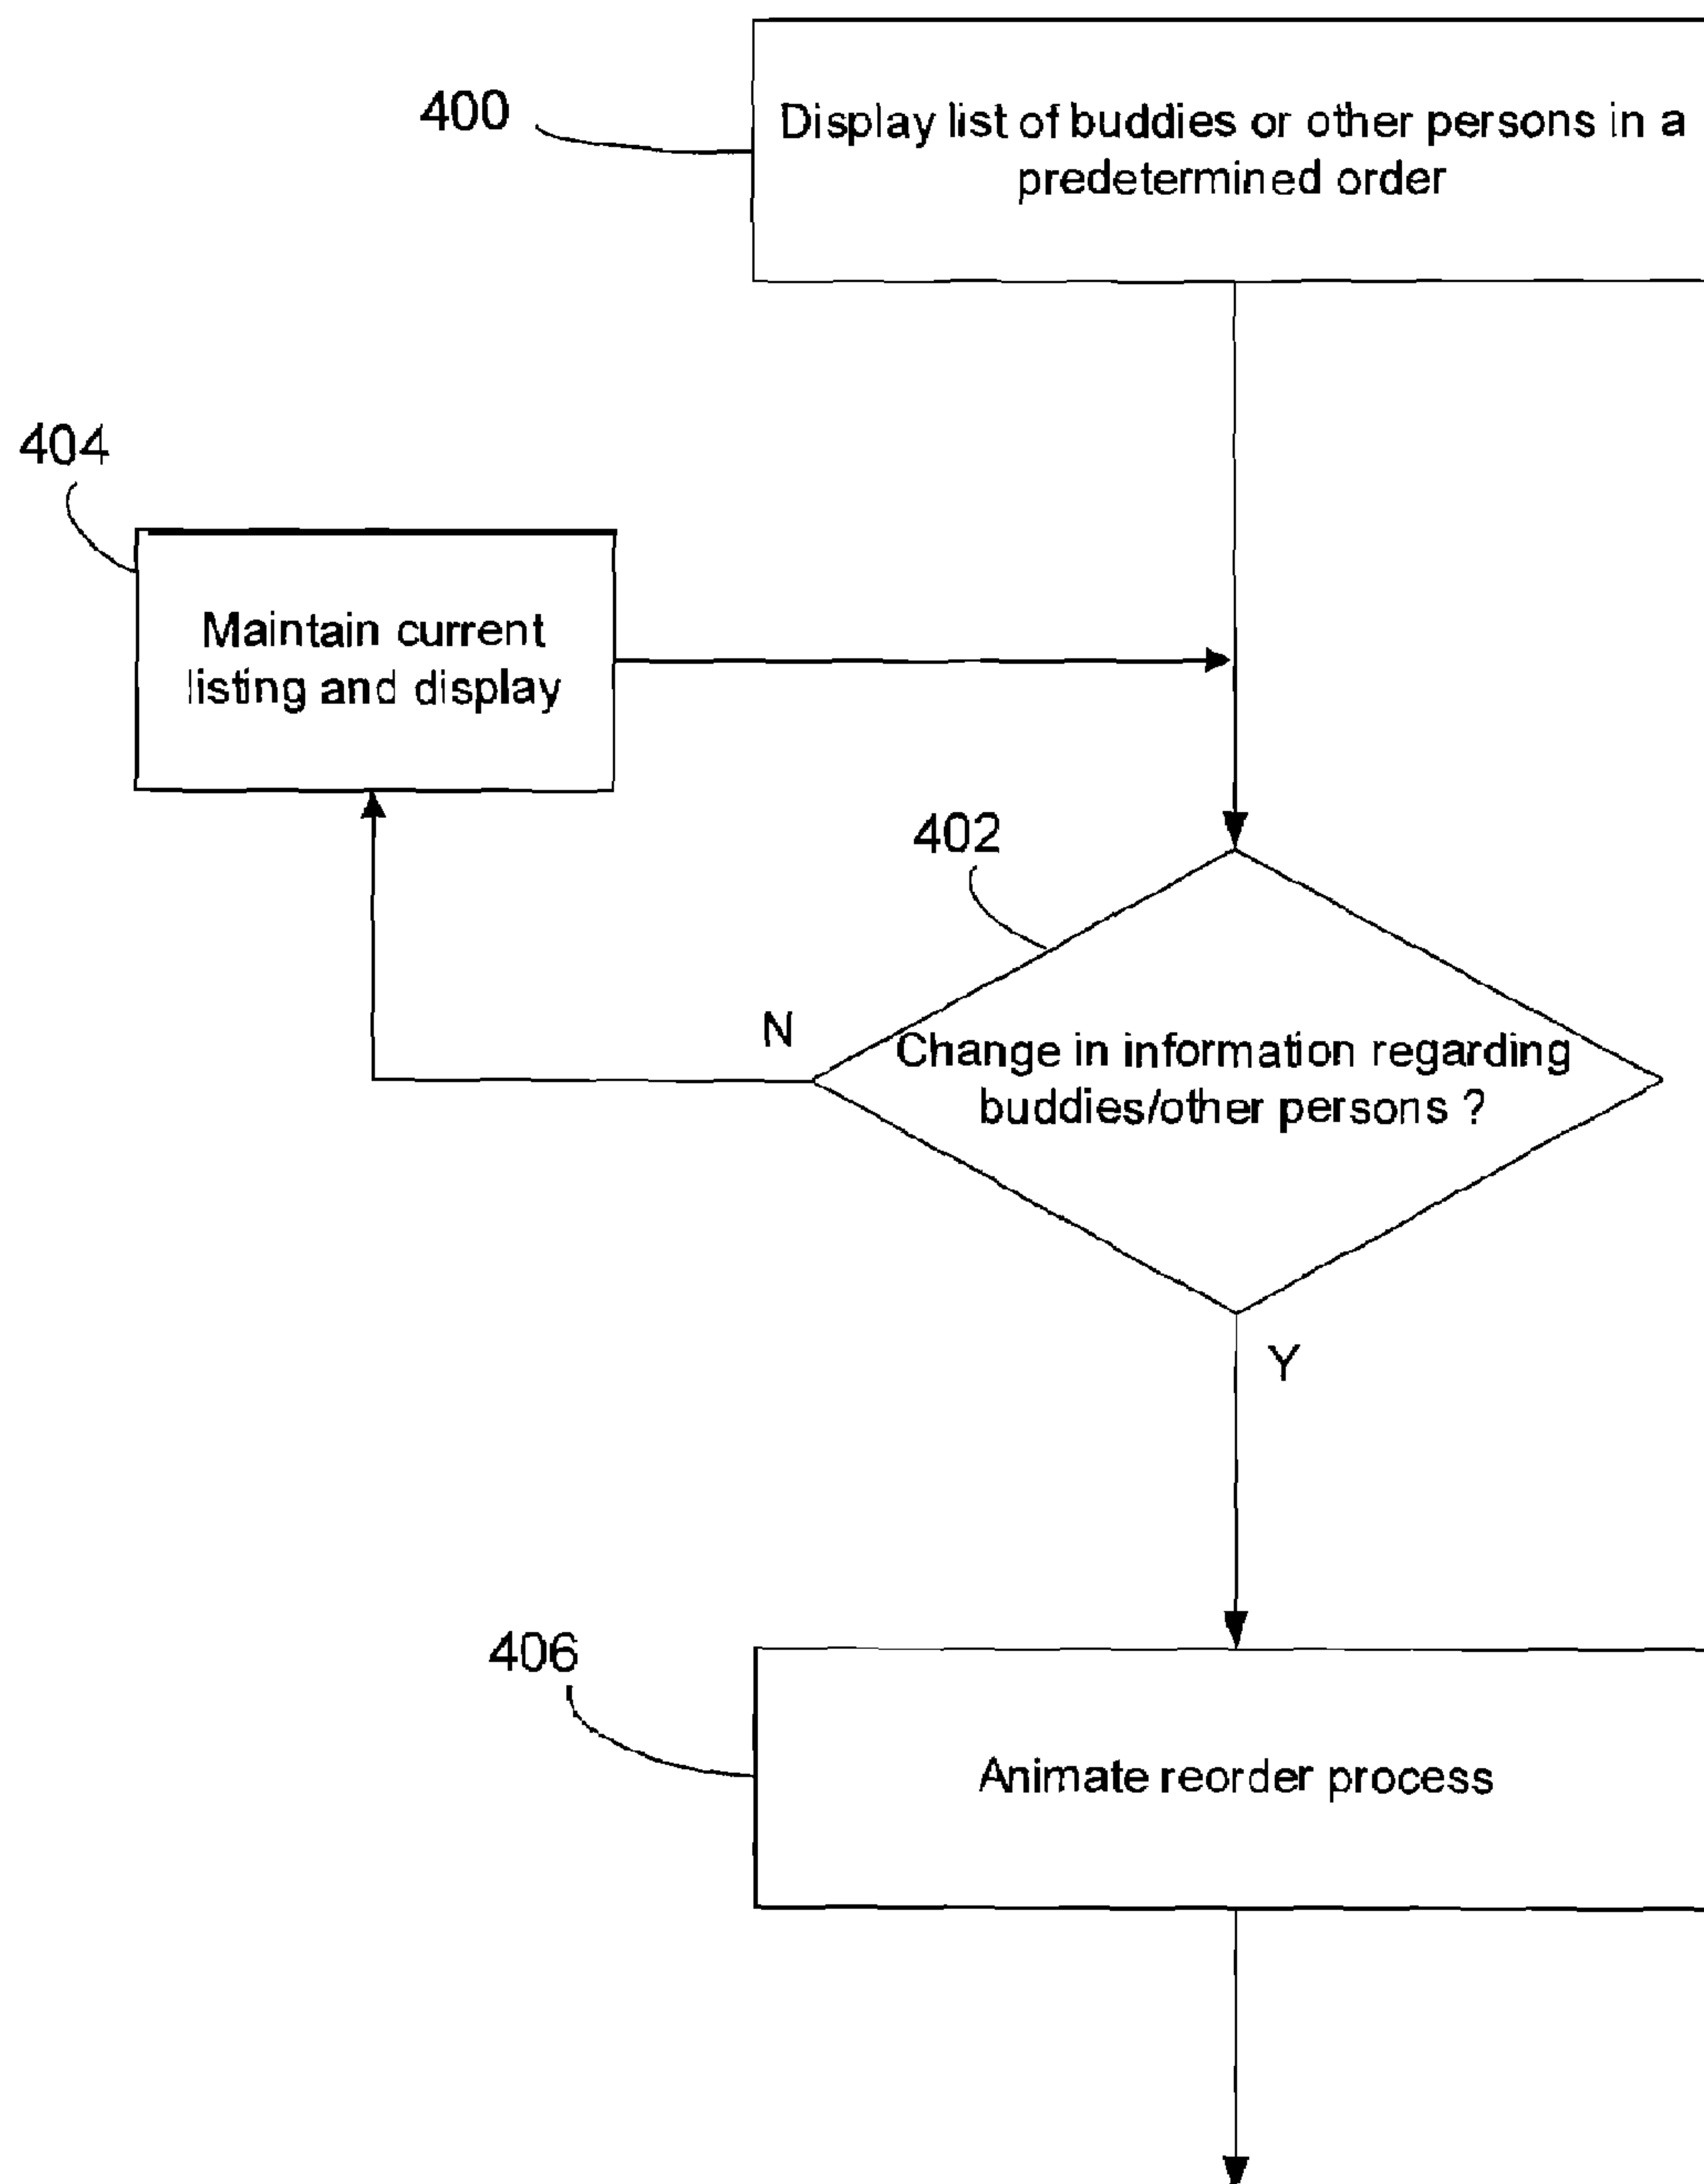 400
Display list of buddies or other persons in a
predetermined order
404
Maintain current
listing and display
402
N
Change in information regarding
buddies/other persons ?
Y
406
Animate reorder process